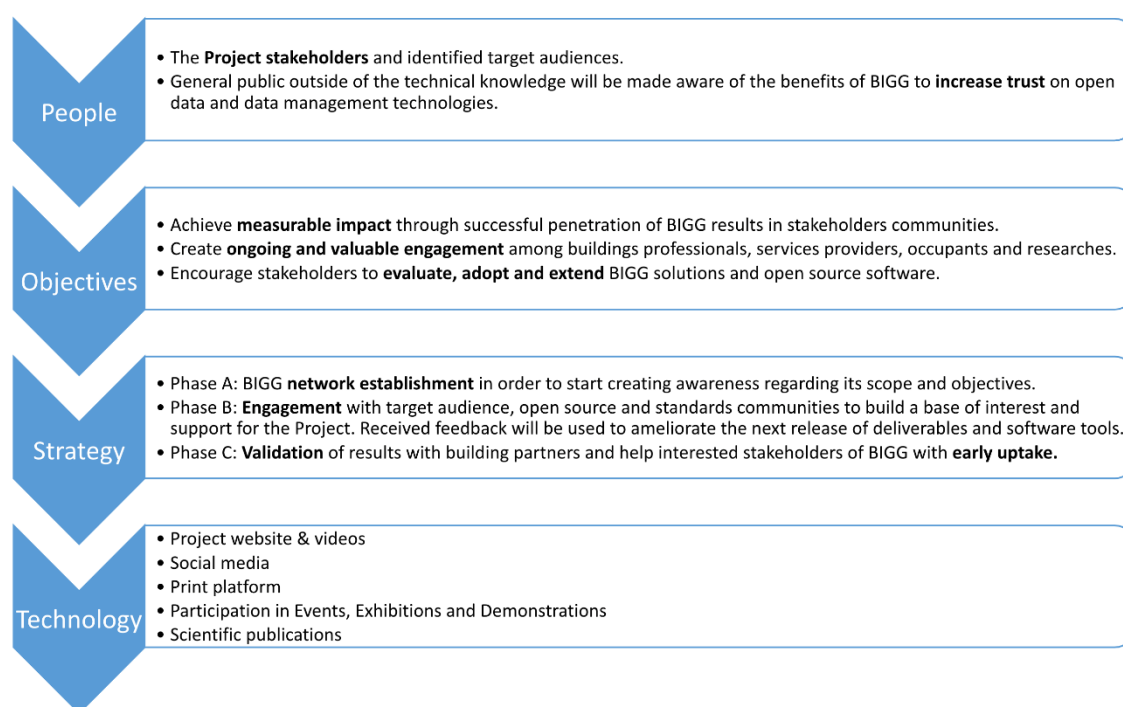 People
• The Project stakeholders and identified target audiences.
• General public outside of the technical knowledge will be made aware of the benefits of BIGG to increase trust on open
data and data management technologies.
Objectives
• Achieve measurable impact through successful penetration of BIGG results in stakeholders communities.
• Create ongoing and valuable engagement among buildings professionals, services providers, occupants and researches.
• Encourage stakeholders to evaluate, adopt and extend BIGG solutions and open source software.
Strategy
• Phase A: BIGG network establishment in order to start creating awareness regarding its scope and objectives.
• Phase B: Engagement with target audience, open source and standards communities to build a base of interest and
support for the Project. Received feedback will be used to ameliorate the next release of deliverables and software tools.
• Phase C: Validation of results with building partners and help interested stakeholders of BIGG with early uptake.
Technology
• Project website & videos
• Social media
• Print platform
• Participation in Events, Exhibitions and Demonstrations
• Scientific publications